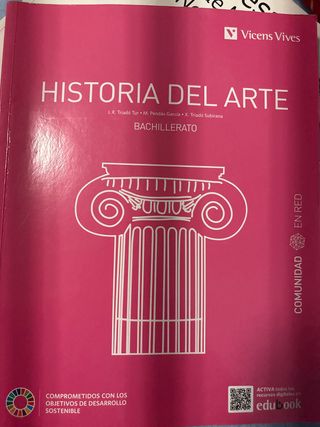 Vicens Vives
HISTORIA DEL ARTE
J. R. Triadó Tur • M. Pendás García • X. Triadó Subirana
BACHILLERATO
COMUNIDAD EN RED
COMPROMETIDOS CON LOS
OBJETIVOS DE DESARROLLO
SOSTENIBLE
ACTIVA todos los
recursos digitales en
edubook